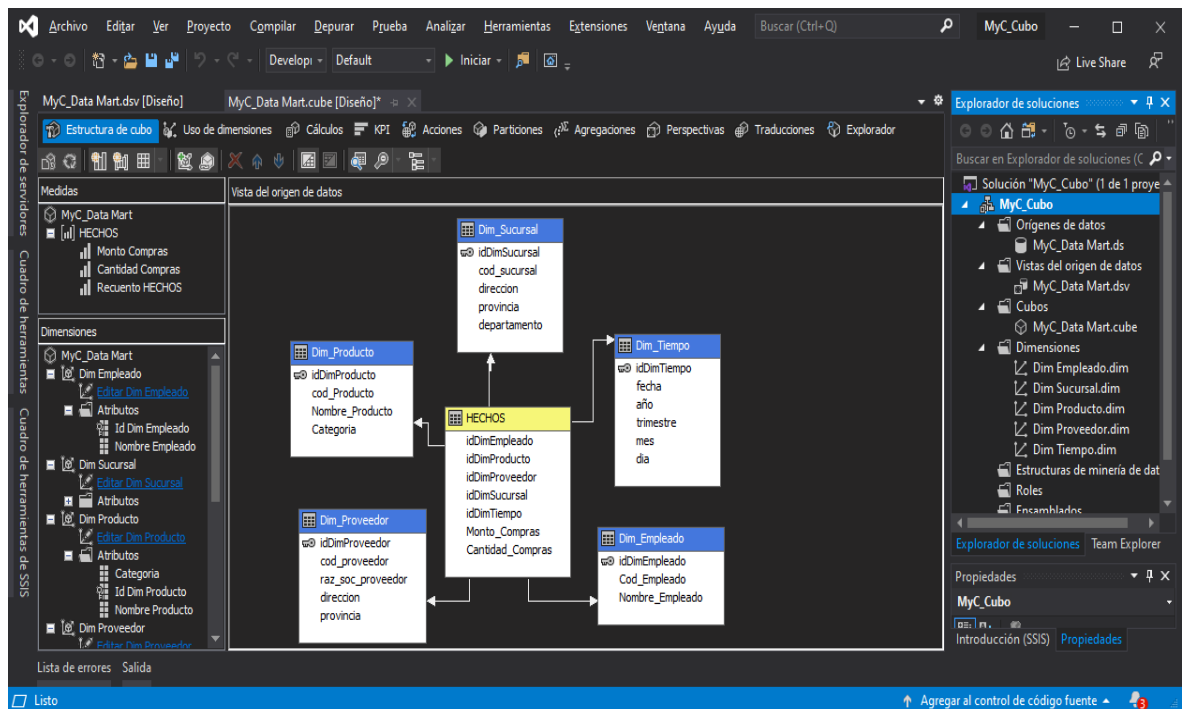 Archivo Editar Ver Proyecto Compilar Depurar Prueba Analizar Herramientas Extensiones Ventana Ayuda Buscar (Ctrl+Q) MyC_Cubo
Developi Default Iniciar Live Share
Explorador de servidores
Cuadro de herramientas
Cuadro de herramientas de SSIS
MyC_Data Mart.dsv [Diseño] MyC_Data Mart.cube [Diseño]*
Estructura de cubo Uso de dimensiones Cálculos KPI Acciones Particiones Agregaciones Perspectivas Traducciones Explorador
Medidas
MyC_Data Mart
HECHOS
Monto Compras
Cantidad Compras
Recuento HECHOS
Dimensiones
MyC_Data Mart
Dim Empleado
Editar Dim Empleado
Atributos
Id Dim Empleado
Nombre Empleado
Dim Sucursal
Editar Dim Sucursal
Atributos
Dim Producto
Editar Dim Producto
Atributos
Categoria
Id Dim Producto
Nombre Producto
Dim Proveedor
Editar Dim Proveedor
Vista del origen de datos
Dim_Sucursal
idDimSucursal
cod_sucursal
direccion
provincia
departamento
Dim_Producto
idDimProducto
cod_Producto
Nombre_Producto
Categoria
Dim_Tiempo
idDimTiempo
fecha
año
trimestre
mes
dia
HECHOS
idDimEmpleado
idDimProducto
idDimProveedor
idDimSucursal
idDimTiempo
Monto_Compras
Cantidad_Compras
Dim_Proveedor
idDimProveedor
cod_proveedor
raz_soc_proveedor
direccion
provincia
Dim_Empleado
idDimEmpleado
Cod_Empleado
Nombre_Empleado
Explorador de soluciones
Buscar en Explorador de soluciones (C
Solución "MyC_Cubo" (1 de 1 proye
MyC_Cubo
Orígenes de datos
MyC_Data Mart.ds
Vistas del origen de datos
MyC_Data Mart.dsv
Cubos
MyC_Data Mart.cube
Dimensiones
Dim Empleado.dim
Dim Sucursal.dim
Dim Producto.dim
Dim Proveedor.dim
Dim Tiempo.dim
Estructuras de minería de dat
Roles
Ensamblados
Explorador de soluciones Team Explorer
Propiedades
MyC_Cubo
Introducción (SSIS) Propiedades
Lista de errores Salida
Listo Agregar al control de código fuente 3